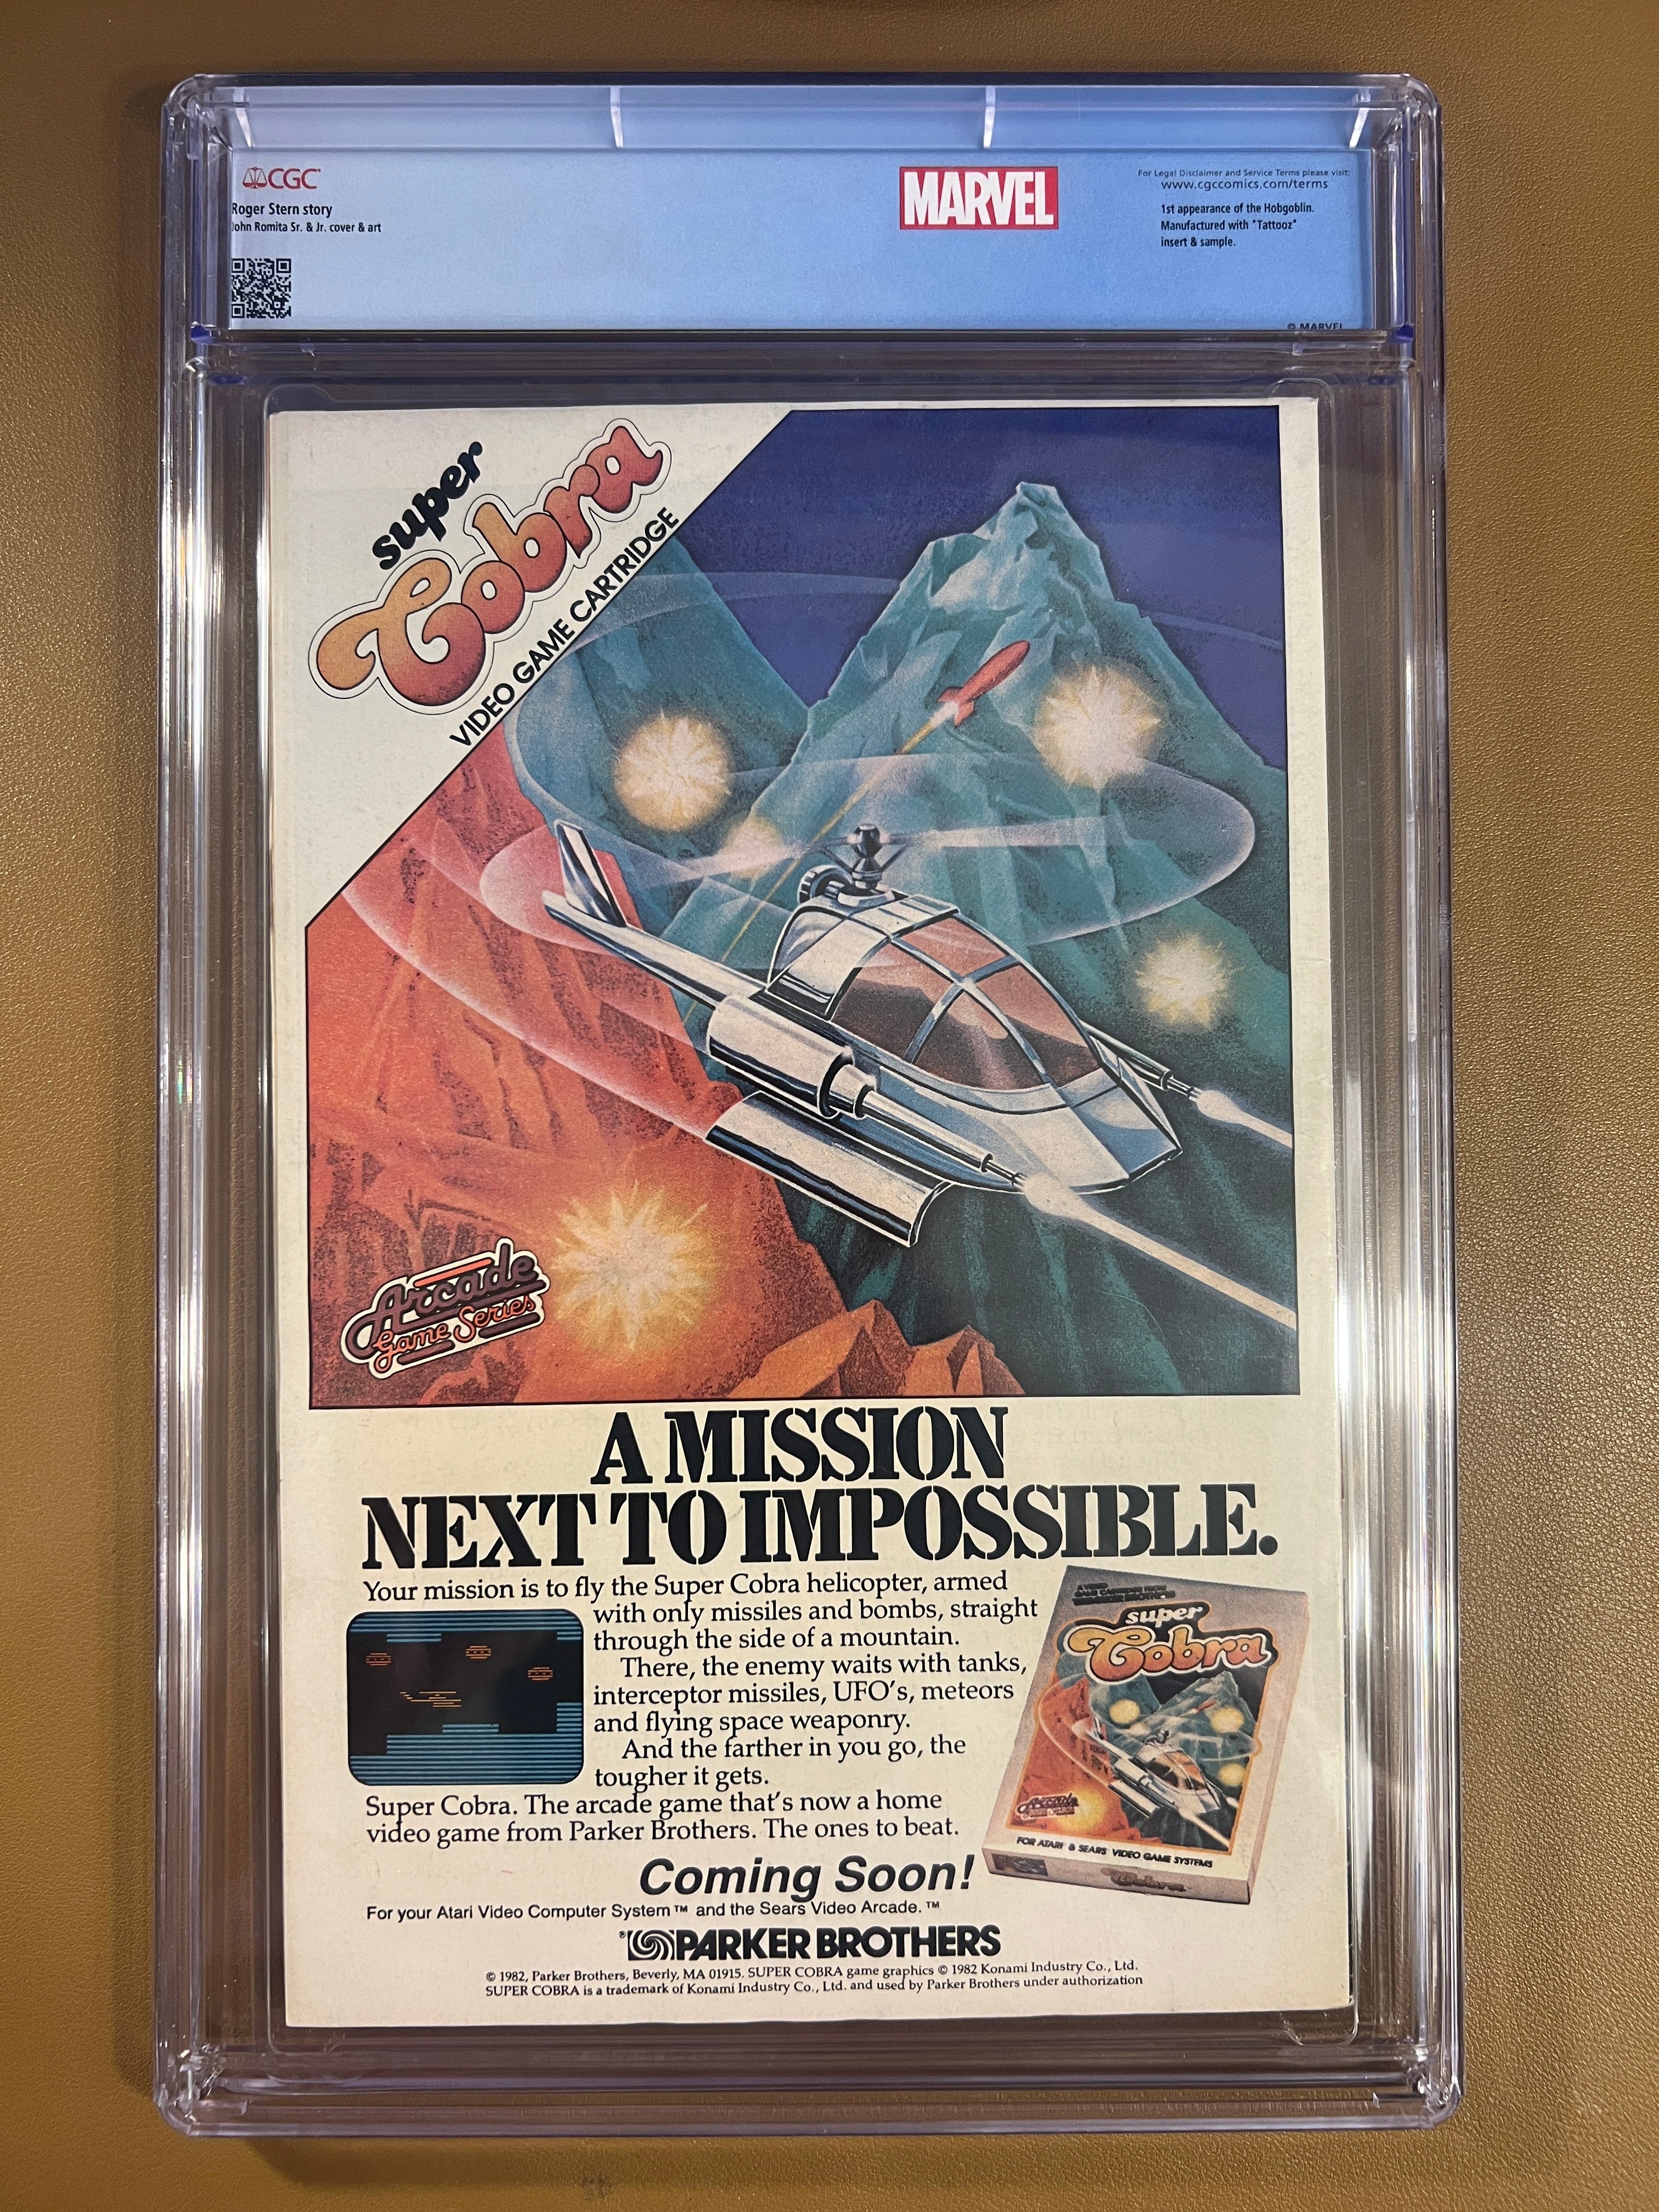 CGC
Roger Stern story
John Romita Sr. & Jr. cover & art
MARVEL
For Legal Disclaimer and Service Terms please visit:
www.cgccomics.com/terms
1st appearance of the Hobgoblin.
Manufactured with "Tattooz"
insert & sample.
© MARVEL
super
Cobra
VIDEO GAME CARTRIDGE
Arcade
Game Series
A MISSION
NEXT TO IMPOSSIBLE.
Your mission is to fly the Super Cobra helicopter, armed
with only missiles and bombs, straight
through the side of a mountain.
There, the enemy waits with tanks,
interceptor missiles, UFO's, meteors
and flying space weaponry.
And the farther in you go, the
tougher it gets.
Super Cobra. The arcade game that's now a home
video game from Parker Brothers. The ones to beat.
super
Cobra
Arcade
Game Series
FOR ATARI & SEARS VIDEO GAME SYSTEMS
Cobra
Coming Soon!
For your Atari Video Computer System™ and the Sears Video Arcade.™
® PARKER BROTHERS
© 1982, Parker Brothers, Beverly, MA 01915. SUPER COBRA game graphics © 1982 Konami Industry Co., Ltd.
SUPER COBRA is a trademark of Konami Industry Co., Ltd. and used by Parker Brothers under authorization